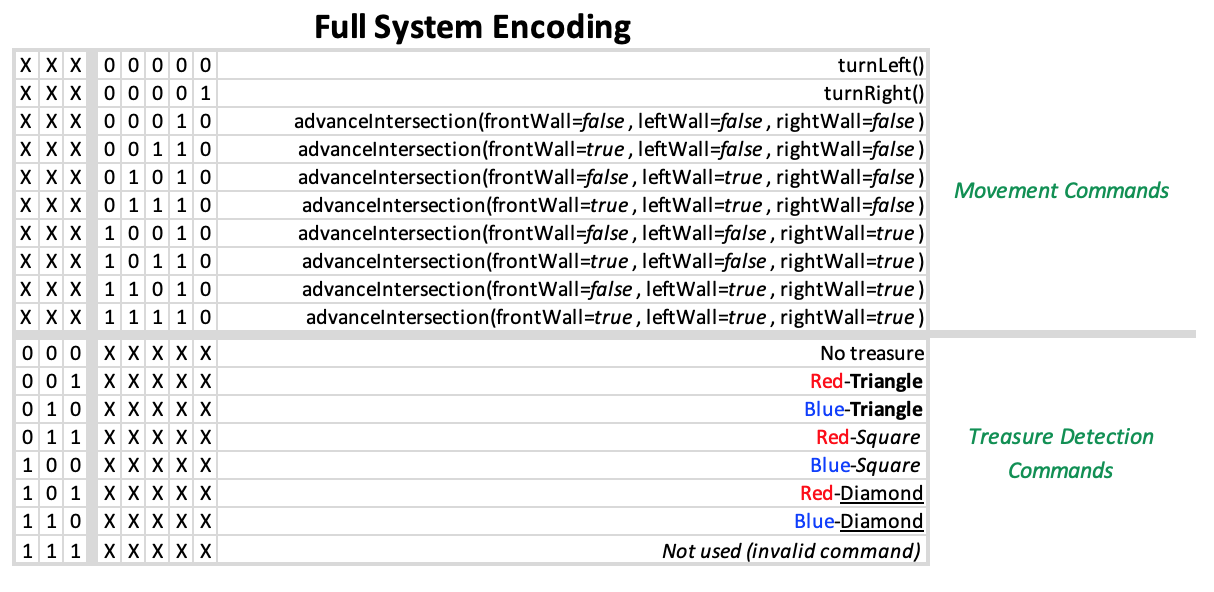 Full System Encoding
X X X 0 0 0 0 0 turnLeft()
X X X 0 0 0 0 1 turnRight()
X X X 0 0 0 1 0 advanceIntersection(frontWall=false, leftWall=false, rightWall=false)
X X X 0 0 1 1 0 advanceIntersection(frontWall=true, leftWall=false, rightWall=false)
X X X 0 1 0 1 0 advanceIntersection(frontWall=false, leftWall=true, rightWall=false)
X X X 0 1 1 1 0 advanceIntersection(frontWall=true, leftWall=true, rightWall=false)
X X X 1 0 0 1 0 advanceIntersection(frontWall=false, leftWall=false, rightWall=true)
X X X 1 0 1 1 0 advanceIntersection(frontWall=true, leftWall=false, rightWall=true)
X X X 1 1 0 1 0 advanceIntersection(frontWall=false, leftWall=true, rightWall=true)
X X X 1 1 1 1 0 advanceIntersection(frontWall=true, leftWall=true, rightWall=true)
Movement Commands
0 0 0 X X X X X No treasure
0 0 1 X X X X X Red-Triangle
0 1 0 X X X X X Blue-Triangle
0 1 1 X X X X X Red-Square
1 0 0 X X X X X Blue-Square
1 0 1 X X X X X Red-Diamond
1 1 0 X X X X X Blue-Diamond
1 1 1 X X X X X Not used (invalid command)
Treasure Detection
Commands